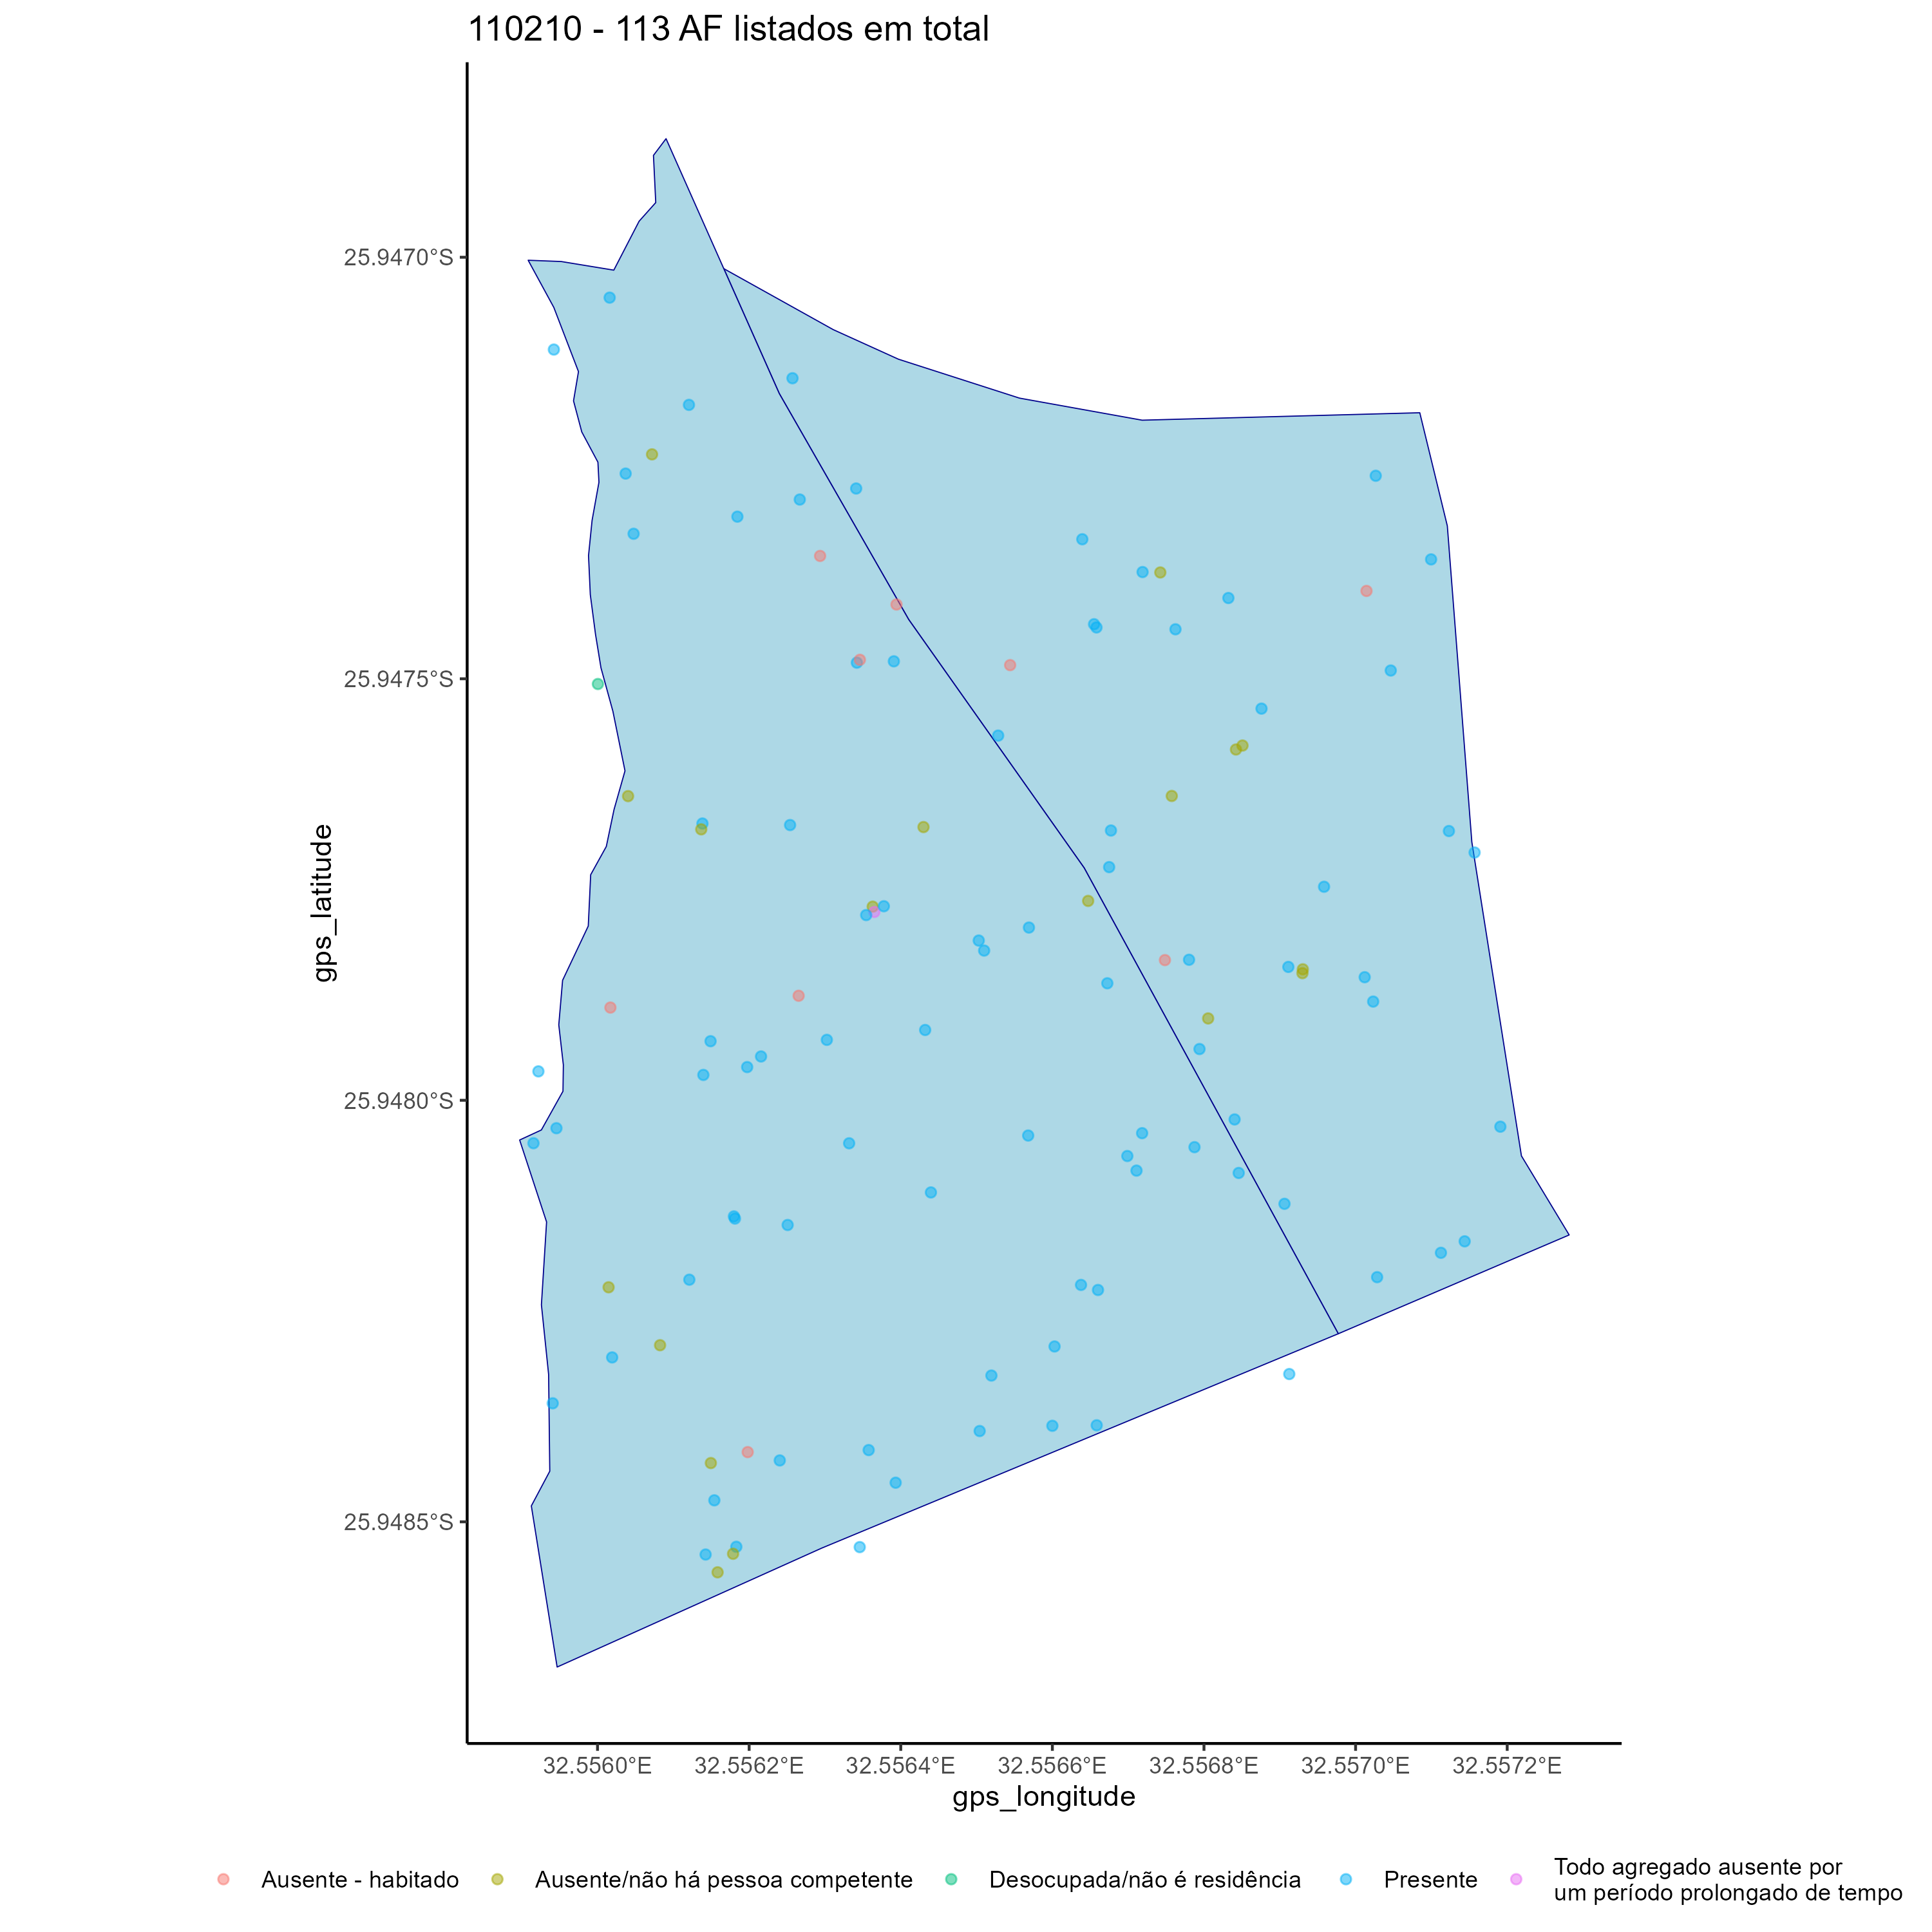 110210 - 113 AF listados em total
gps_latitude
25.9470°S
25.9475°S
25.9480°S
25.9485°S
32.5560°E 32.5562°E 32.5564°E 32.5566°E 32.5568°E 32.5570°E 32.5572°E
gps_longitude
Ausente - habitado Ausente/não há pessoa competente Desocupada/não é residência Presente Todo agregado ausente por
um período prolongado de tempo